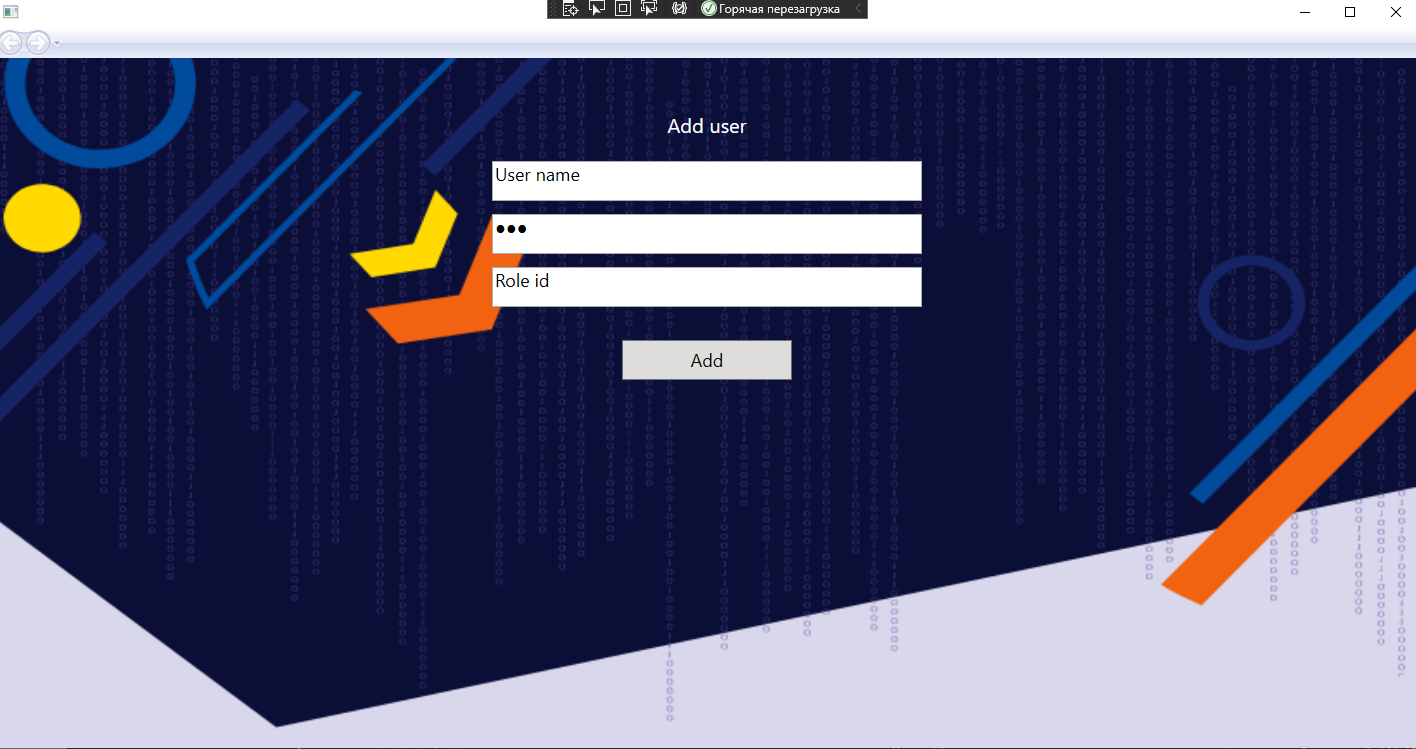 Горячая перезагрузка
Add user
User name
●●●
Role id
Add